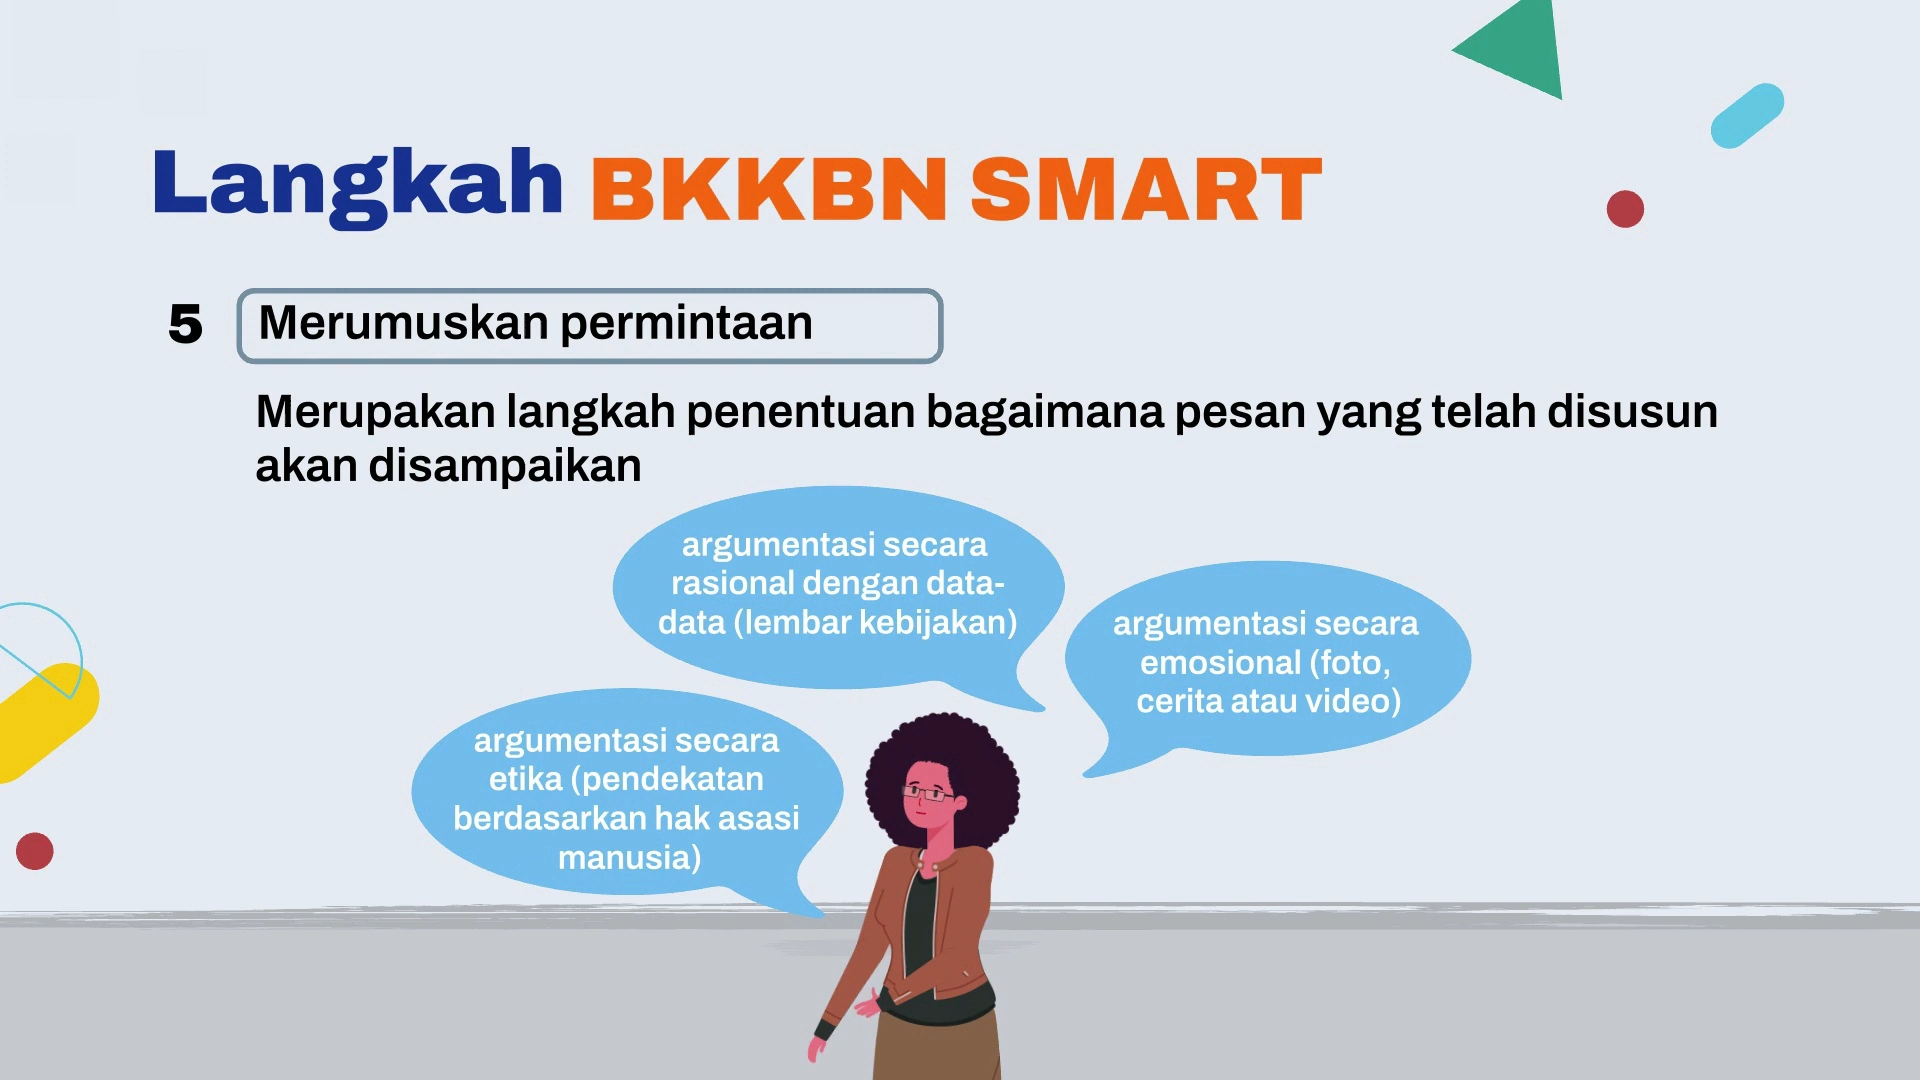 Langkah BKKBN SMART
5 Merumuskan permintaan
Merupakan langkah penentuan bagaimana pesan yang telah disusun
akan disampaikan
argumentasi secara
rasional dengan data-
data (lembar kebijakan)
argumentasi secara
emosional (foto,
cerita atau video)
argumentasi secara
etika (pendekatan
berdasarkan hak asasi
manusia)